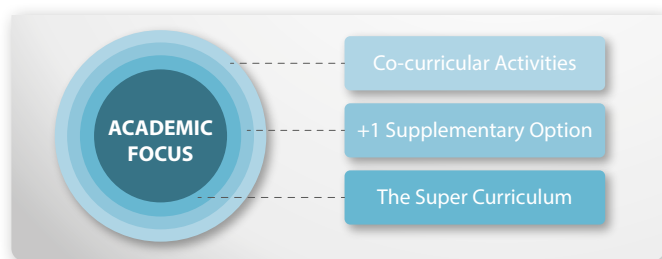 ACADEMIC
FOCUS
Co-curricular Activities
+1 Supplementary Option
The Super Curriculum